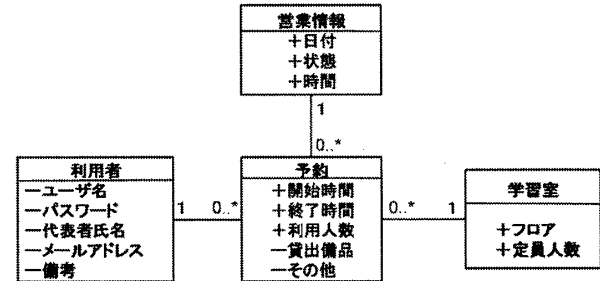 営業情報
+日付
+状態
+時間
1
0..*
利用者
―ユーザ名
―パスワード
―代表者氏名
―メールアドレス
―備考
1
0..*
予約
+開始時間
+終了時間
+利用人数
―貸出備品
―その他
0..*
1
学習室
+フロア
+定員人数